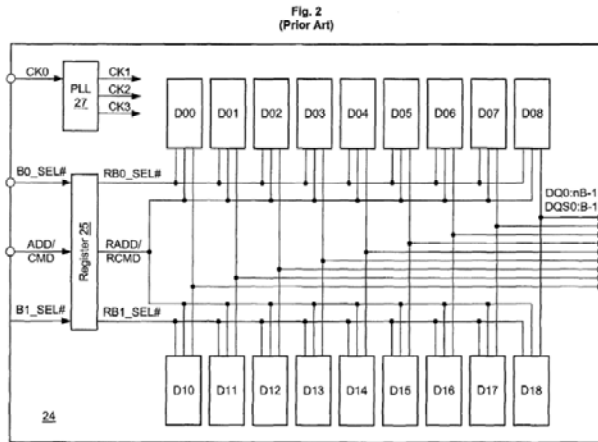 Fig. 2
(Prior Art)
CK0
PLL
27
CK1
CK2
CK3
D00 D01 D02 D03 D04 D05 D06 D07 D08
B0_SEL#
RB0_SEL#
DQ0:nB-1
DQS0:B-1
Register 25
ADD/
CMD
RADD/
RCMD
B1_SEL#
RB1_SEL#
D10 D11 D12 D13 D14 D15 D16 D17 D18
24